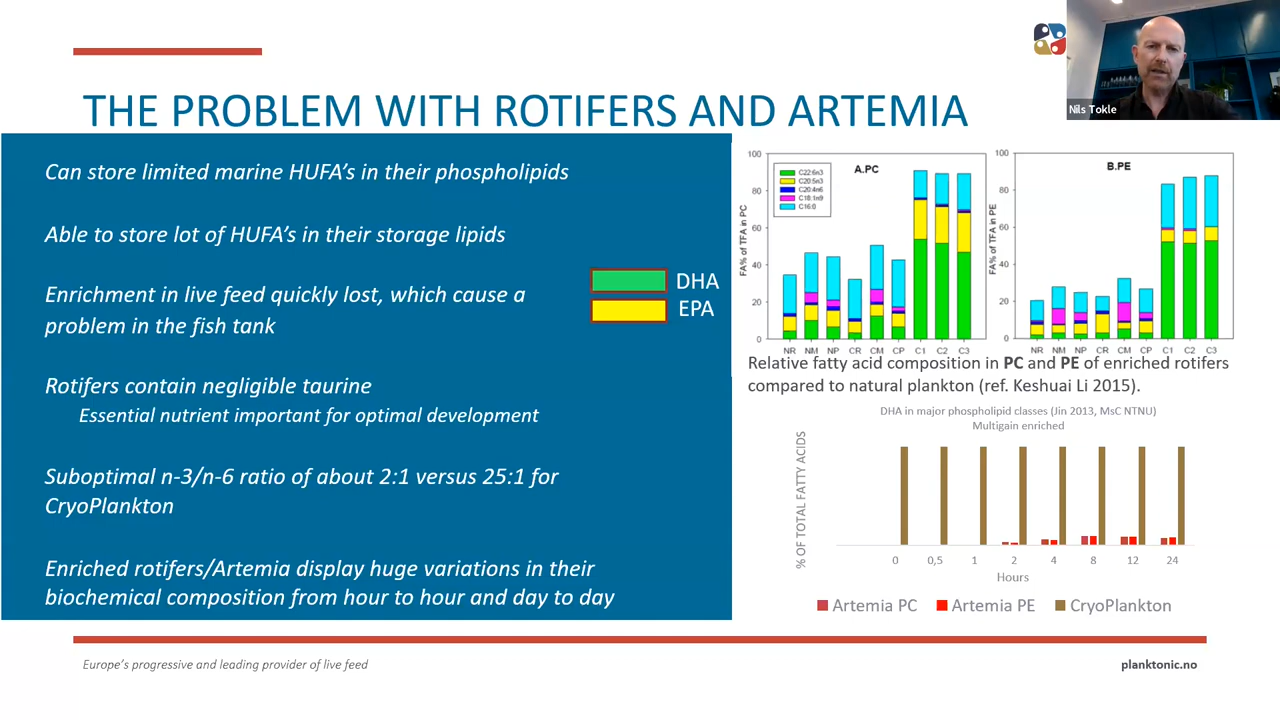 Nils Tokle
THE PROBLEM WITH ROTIFERS AND ARTEMIA
Can store limited marine HUFA's in their phospholipids
Able to store lot of HUFA's in their storage lipids
Enrichment in live feed quickly lost, which cause a
problem in the fish tank
Rotifers contain negligible taurine
Essential nutrient important for optimal development
Suboptimal n-3/n-6 ratio of about 2:1 versus 25:1 for
CryoPlankton
Enriched rotifers/Artemia display huge variations in their
biochemical composition from hour to hour and day to day
DHA
EPA
A.PC
C22:6n3
C20:5n3
C20:4n6
C18:1n9
C16:0
FA% of TFA in PC
100
80
60
40
20
0
NR NM NP CR CM CP C1 C2 C3
B.PE
FA% of TFA in PE
100
80
60
40
20
0
NR NM NP CR CM CP C1 C2 C3
Relative fatty acid composition in PC and PE of enriched rotifers
compared to natural plankton (ref. Keshuai Li 2015).
DHA in major phospholipid classes (Jin 2013, MsC NTNU)
Multigain enriched
% OF TOTAL FATTY ACIDS
0 0,5 1 2 4 8 12 24
Hours
Artemia PC Artemia PE CryoPlankton
Europe's progressive and leading provider of live feed
planktonic.no